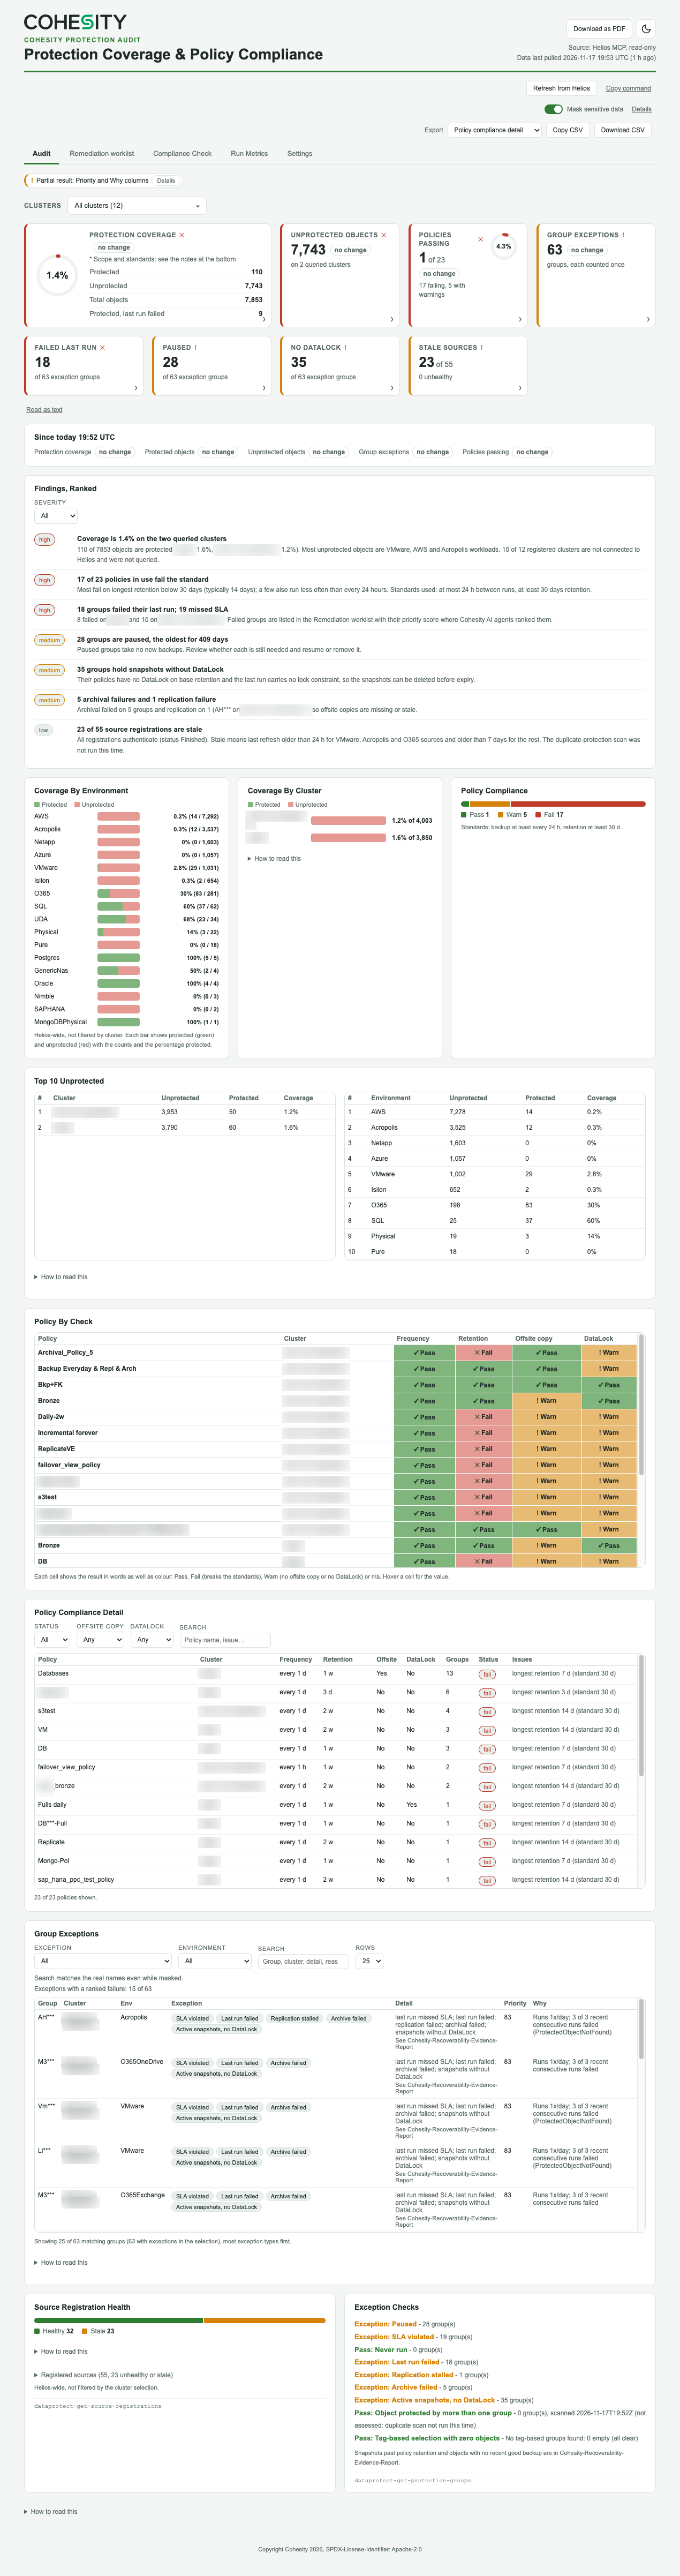 COHESITY
COHESITY PROTECTION AUDIT
Protection Coverage & Policy Compliance
Download as PDF
Source: Helios MCP, read-only
Data last pulled 2026-11-17 19:53 UTC (1 h ago)
Refresh from Helios Copy command
Mask sensitive data Details
Export Policy compliance detail Copy CSV Download CSV
Audit Remediation worklist Compliance Check Run Metrics Settings
! Partial result: Priority and Why columns Details
CLUSTERS All clusters (12)
1.4%
PROTECTION COVERAGE ✕
no change
* Scope and standards: see the notes at the bottom
Protected 110
Unprotected 7,743
Total objects 7,853
Protected, last run failed 9
UNPROTECTED OBJECTS ✕
7,743 no change
on 2 queried clusters
POLICIES PASSING ✕
1 of 23
no change
17 failing, 5 with warnings
4.3%
GROUP EXCEPTIONS !
63 no change
groups, each counted once
FAILED LAST RUN ✕
18
of 63 exception groups
PAUSED !
28
of 63 exception groups
NO DATALOCK !
35
of 63 exception groups
STALE SOURCES !
23 of 55
0 unhealthy
Read as text
Since today 19:52 UTC
Protection coverage no change Protected objects no change Unprotected objects no change Group exceptions no change Policies passing no change
Findings, Ranked
SEVERITY
All
high Coverage is 1.4% on the two queried clusters
110 of 7853 objects are protected 1.6%, 1.2%). Most unprotected objects are VMware, AWS and Acropolis workloads. 10 of 12 registered clusters are not connected to
Helios and were not queried.
high 17 of 23 policies in use fail the standard
Most fail on longest retention below 30 days (typically 14 days); a few also run less often than every 24 hours. Standards used: at most 24 h between runs, at least 30 days retention.
high 18 groups failed their last run; 19 missed SLA
8 failed on and 10 on Failed groups are listed in the Remediation worklist with their priority score where Cohesity AI agents ranked them.
medium 28 groups are paused, the oldest for 409 days
Paused groups take no new backups. Review whether each is still needed and resume or remove it.
medium 35 groups hold snapshots without DataLock
Their policies have no DataLock on base retention and the last run carries no lock constraint, so the snapshots can be deleted before expiry.
medium 5 archival failures and 1 replication failure
Archival failed on 5 groups and replication on 1 (AH*** on so offsite copies are missing or stale.
low 23 of 55 source registrations are stale
All registrations authenticate (status Finished). Stale means last refresh older than 24 h for VMware, Acropolis and O365 sources and older than 7 days for the rest. The duplicate-protection scan was
not run this time.
Coverage By Environment
Protected Unprotected
AWS 0.2% (14 / 7,292)
Acropolis 0.3% (12 / 3,537)
Netapp 0% (0 / 1,603)
Azure 0% (0 / 1,057)
VMware 2.8% (29 / 1,031)
Isilon 0.3% (2 / 654)
O365 30% (83 / 281)
SQL 60% (37 / 62)
UDA 68% (23 / 34)
Physical 14% (3 / 22)
Pure 0% (0 / 18)
Postgres 100% (5 / 5)
GenericNas 50% (2 / 4)
Oracle 100% (4 / 4)
Nimble 0% (0 / 3)
SAPHANA 0% (0 / 2)
MongoDBPhysical 100% (1 / 1)
Helios-wide, not filtered by cluster. Each bar shows protected (green)
and unprotected (red) with the counts and the percentage protected.
Coverage By Cluster
Protected Unprotected
1.2% of 4,003
1.6% of 3,850
▶ How to read this
Policy Compliance
Pass 1 Warn 5 Fail 17
Standards: backup at least every 24 h, retention at least 30 d.
Top 10 Unprotected
# Cluster Unprotected Protected Coverage
1 3,953 50 1.2%
2 3,790 60 1.6%
# Environment Unprotected Protected Coverage
1 AWS 7,278 14 0.2%
2 Acropolis 3,525 12 0.3%
3 Netapp 1,603 0 0%
4 Azure 1,057 0 0%
5 VMware 1,002 29 2.8%
6 Isilon 652 2 0.3%
7 O365 198 83 30%
8 SQL 25 37 60%
9 Physical 19 3 14%
10 Pure 18 0 0%
▶ How to read this
Policy By Check
Policy Cluster Frequency Retention Offsite copy DataLock
Archival_Policy_5 ✓ Pass ✕ Fail ✓ Pass ! Warn
Backup Everyday & Repl & Arch ✓ Pass ✓ Pass ✓ Pass ! Warn
Bkp+FK ✓ Pass ✓ Pass ✓ Pass ✓ Pass
Bronze ✓ Pass ✓ Pass ! Warn ✓ Pass
Daily-2w ✓ Pass ✕ Fail ! Warn ! Warn
Incremental forever ✓ Pass ✕ Fail ! Warn ! Warn
ReplicateVE ✓ Pass ✕ Fail ! Warn ! Warn
failover_view_policy ✓ Pass ✕ Fail ! Warn ! Warn
✓ Pass ✕ Fail ! Warn ! Warn
s3test ✓ Pass ✕ Fail ! Warn ! Warn
✓ Pass ✕ Fail ! Warn ! Warn
✓ Pass ✓ Pass ✓ Pass ! Warn
Bronze ✓ Pass ✓ Pass ! Warn ✓ Pass
DB ✓ Pass ✕ Fail ! Warn ! Warn
Each cell shows the result in words as well as colour: Pass, Fail (breaks the standards), Warn (no offsite copy or no DataLock) or n/a. Hover a cell for the value.
Policy Compliance Detail
STATUS OFFSITE COPY DATALOCK SEARCH
All Any Any Policy name, issue...
Policy Cluster Frequency Retention Offsite DataLock Groups Status Issues
Databases every 1 d 1 w Yes No 13 fail longest retention 7 d (standard 30 d)
every 1 d 3 d No No 6 fail longest retention 3 d (standard 30 d)
s3test every 1 d 2 w No No 4 fail longest retention 14 d (standard 30 d)
VM every 1 d 2 w No No 3 fail longest retention 14 d (standard 30 d)
DB every 1 d 1 w No No 3 fail longest retention 7 d (standard 30 d)
failover_view_policy every 1 h 1 w No No 2 fail longest retention 7 d (standard 30 d)
bronze every 1 d 2 w No No 2 fail longest retention 14 d (standard 30 d)
Fulls daily every 1 d 1 w No Yes 1 fail longest retention 7 d (standard 30 d)
DB***-Full every 1 d 1 w No No 1 fail longest retention 7 d (standard 30 d)
Replicate every 1 d 2 w No No 1 fail longest retention 14 d (standard 30 d)
Mongo-Pol every 1 d 1 w No No 1 fail longest retention 7 d (standard 30 d)
sap_hana_ppc_test_policy every 1 d 2 w No No 1 fail longest retention 14 d (standard 30 d)
23 of 23 policies shown.
Group Exceptions
EXCEPTION ENVIRONMENT SEARCH ROWS
All All Group, cluster, detail, reas 25
Search matches the real names even while masked.
Exceptions with a ranked failure: 15 of 63
Group Cluster Env Exception Detail Priority Why
AH*** Acropolis SLA violated Last run failed Replication stalled Archive failed Active snapshots, no DataLock last run missed SLA; last run failed; replication failed; archival failed; snapshots without DataLock See Cohesity-Recoverability-Evidence-Report 83 Runs 1x/day; 3 of 3 recent consecutive runs failed (ProtectedObjectNotFound)
M3*** O365OneDrive SLA violated Last run failed Archive failed Active snapshots, no DataLock last run missed SLA; last run failed; archival failed; snapshots without DataLock See Cohesity-Recoverability-Evidence-Report 83 Runs 1x/day; 3 of 3 recent consecutive runs failed
Vm*** VMware SLA violated Last run failed Archive failed Active snapshots, no DataLock last run missed SLA; last run failed; archival failed; snapshots without DataLock See Cohesity-Recoverability-Evidence-Report 83 Runs 1x/day; 3 of 3 recent consecutive runs failed (ProtectedObjectNotFound)
Li*** VMware SLA violated Last run failed Archive failed Active snapshots, no DataLock last run missed SLA; last run failed; archival failed; snapshots without DataLock See Cohesity-Recoverability-Evidence-Report 83 Runs 1x/day; 3 of 3 recent consecutive runs failed (ProtectedObjectNotFound)
M3*** O365Exchange SLA violated Last run failed Archive failed Active snapshots, no DataLock last run missed SLA; last run failed; archival failed; snapshots without DataLock See Cohesity-Recoverability-Evidence-Report 83 Runs 1x/day; 3 of 3 recent consecutive runs failed
Showing 25 of 63 matching groups (63 with exceptions in the selection), most exception types first.
▶ How to read this
Source Registration Health
Healthy 32 Stale 23
▶ How to read this
▶ Registered sources (55, 23 unhealthy or stale)
Helios-wide, not filtered by the cluster selection.
dataprotect-get-source-registrations
Exception Checks
Exception: Paused - 28 group(s)
Exception: SLA violated - 19 group(s)
Pass: Never run - 0 group(s)
Exception: Last run failed - 18 group(s)
Exception: Replication stalled - 1 group(s)
Exception: Archive failed - 5 group(s)
Exception: Active snapshots, no DataLock - 35 group(s)
Pass: Object protected by more than one group - 0 group(s), scanned 2026-11-17T19:52Z (not
assessed: duplicate scan not run this time)
Pass: Tag-based selection with zero objects - No tag-based groups found: 0 empty (all clear)
Snapshots past policy retention and objects with no recent good backup are in Cohesity-Recoverability-
Evidence-Report.
dataprotect-get-protection-groups
▶ How to read this
Copyright Cohesity 2026, SPDX-License-Identifier: Apache-2.0